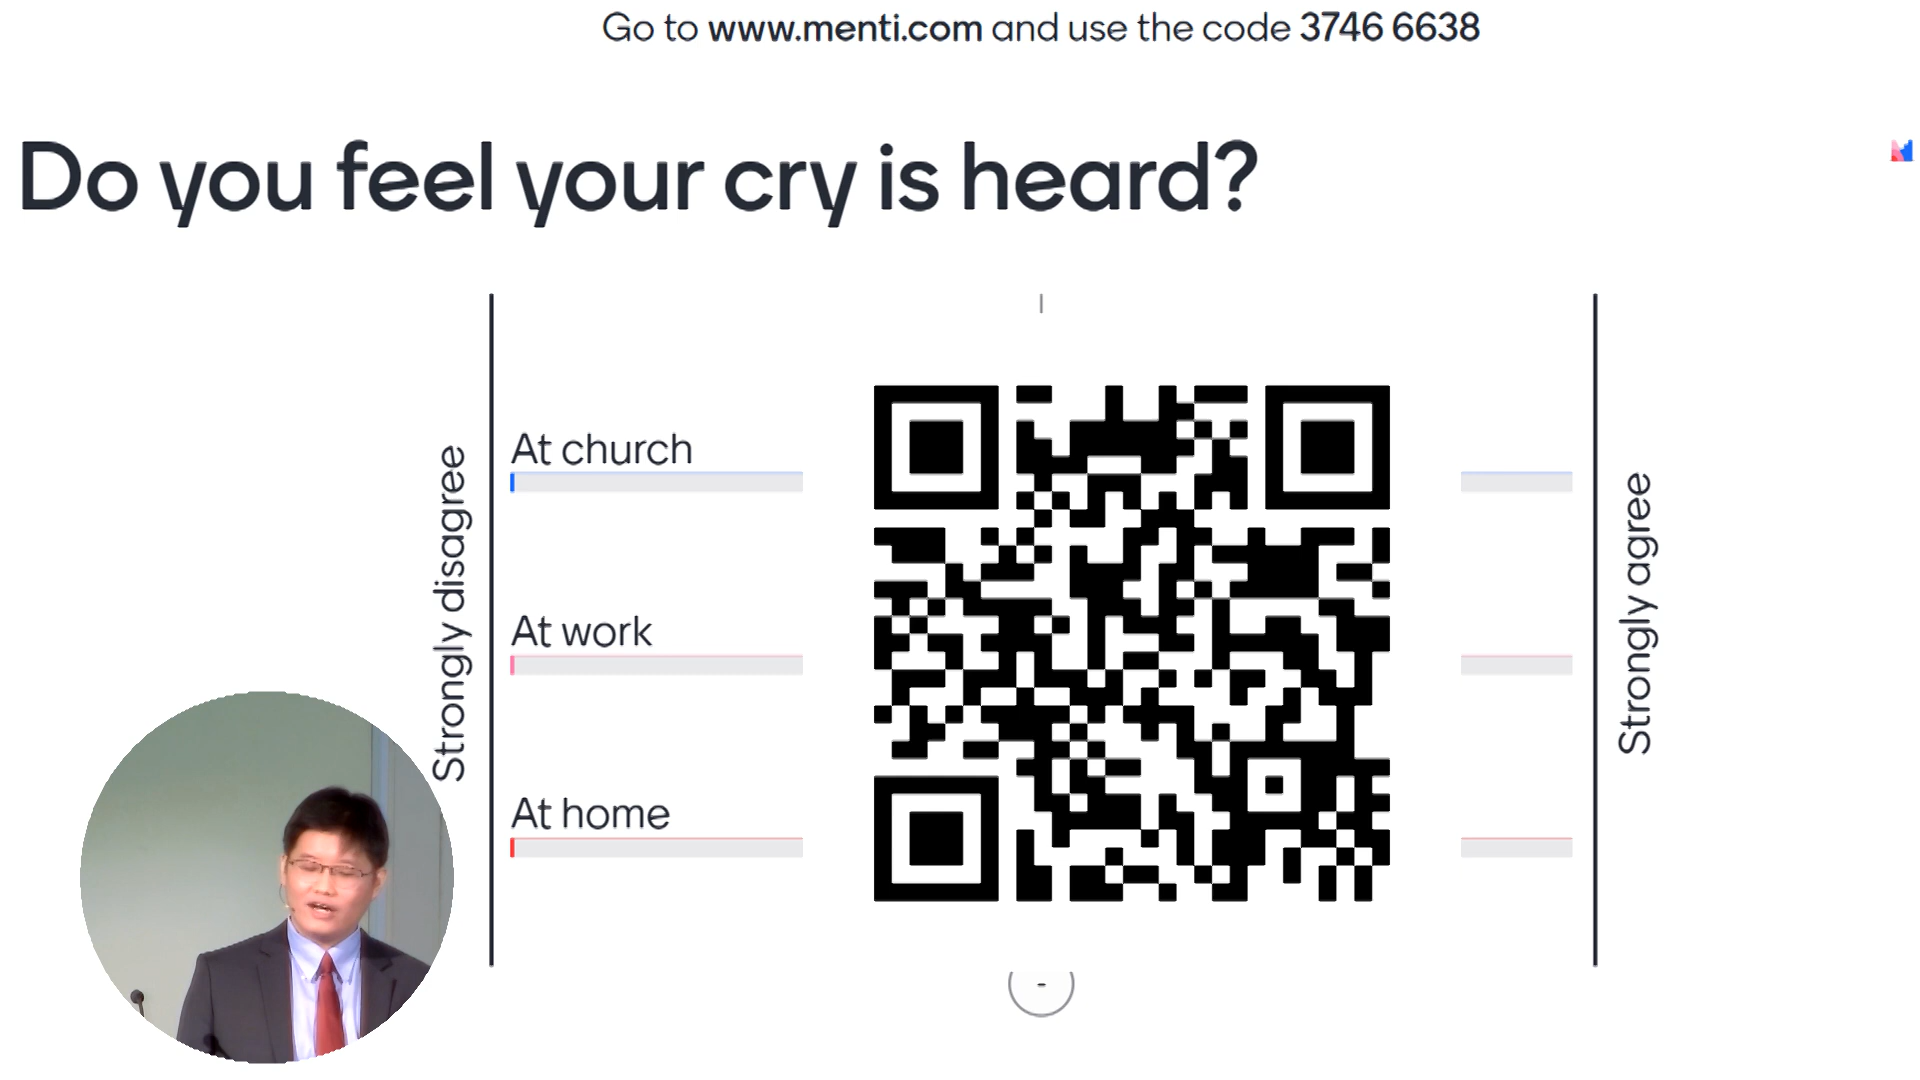 Go to www.menti.com and use the code 3746 6638
Do you feel your cry is heard?
Strongly disagree
At church
At work
At home
Strongly agree
-